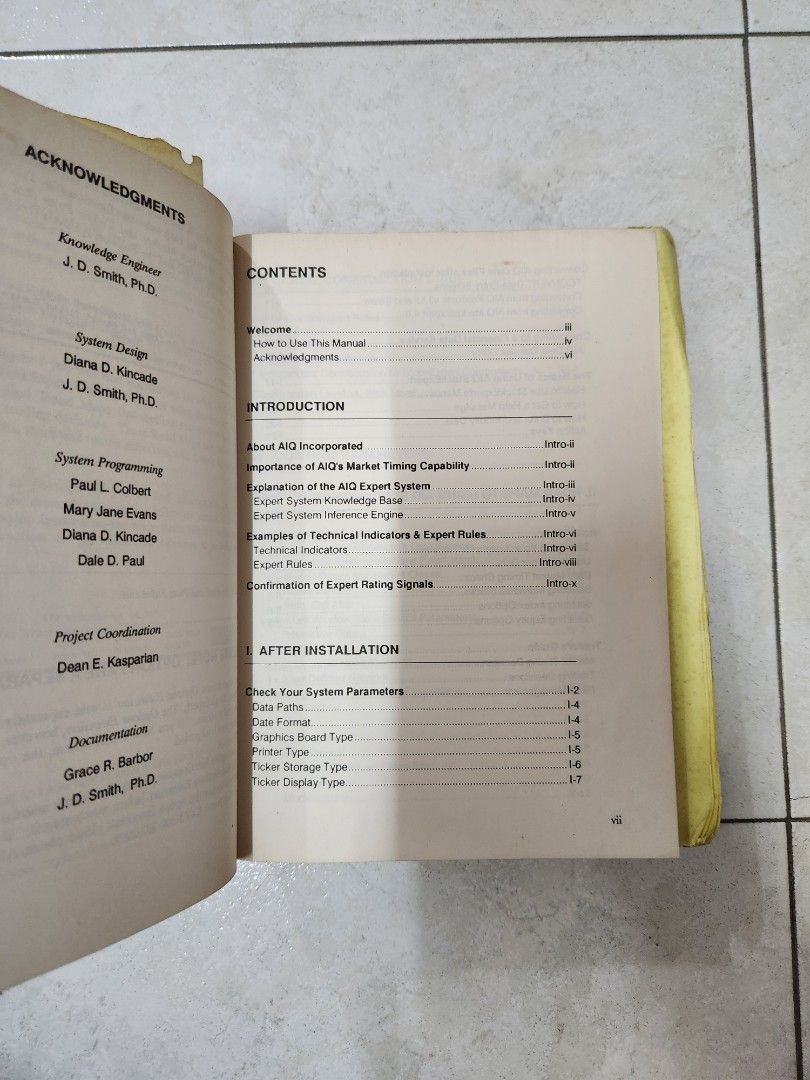 ACKNOWLEDGMENTS
Knowledge Engineer
J. D. Smith, Ph.D.
System Design
Diana D. Kincade
J. D. Smith, Ph.D.
System Programming
Paul L. Colbert
Mary Jane Evans
Diana D. Kincade
Dale D. Paul
Project Coordination
Dean E. Kasparian
Documentation
Grace R. Barbor
J. D. Smith, Ph.D.
CONTENTS
Welcome iii
How to Use This Manual iv
Acknowledgments vi
INTRODUCTION
About AIQ Incorporated Intro-ii
Importance of AIQ's Market Timing Capability Intro-ii
Explanation of the AIQ Expert System Intro-iii
Expert System Knowledge Base Intro-iv
Expert System Inference Engine Intro-v
Examples of Technical Indicators & Expert Rules Intro-vi
Technical Indicators Intro-vi
Expert Rules Intro-viii
Confirmation of Expert Rating Signals Intro-x
I. AFTER INSTALLATION
Check Your System Parameters I-2
Data Paths I-4
Date Format I-4
Graphics Board Type I-5
Printer Type I-5
Ticker Storage Type I-6
Ticker Display Type I-7
vii